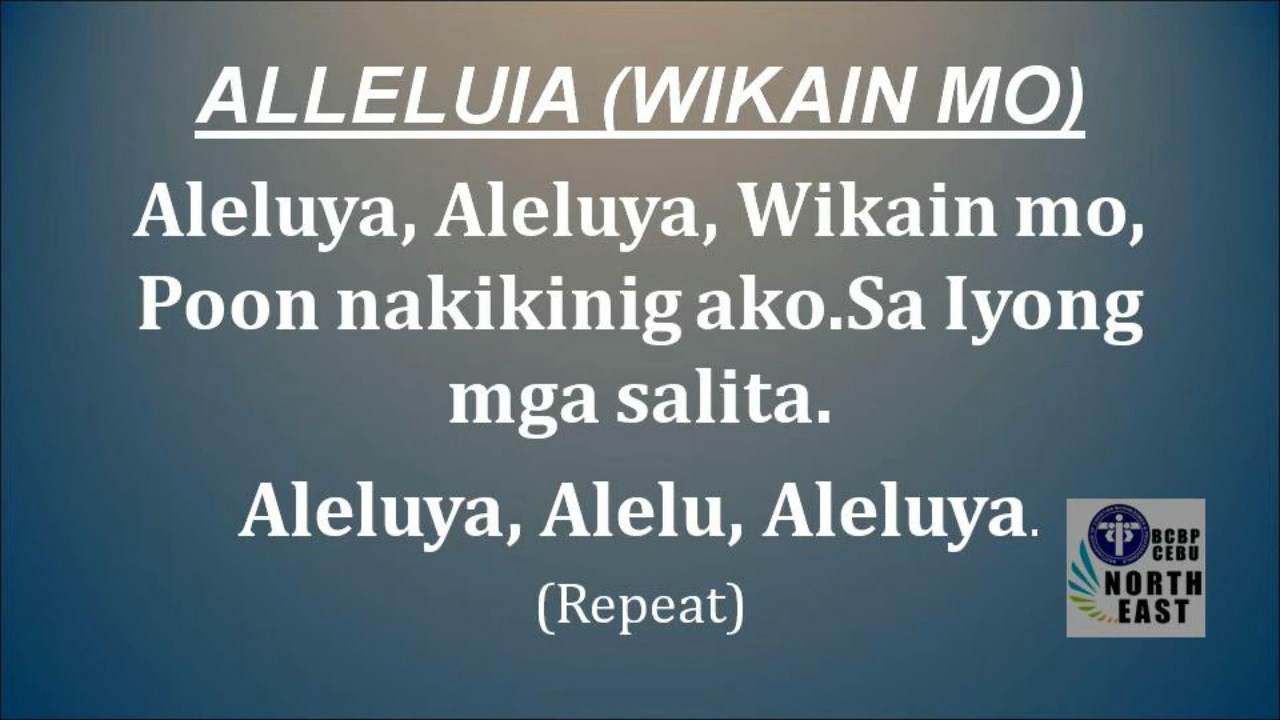 ALLELUIA (WIKAIN MO)
Aleluya, Aleluya, Wikain mo,
Poon nakikinig ako.Sa Iyong
mga salita.
Aleluya, Alelu, Aleluya.
(Repeat)
BCBP
CEBU
NORTH
EAST